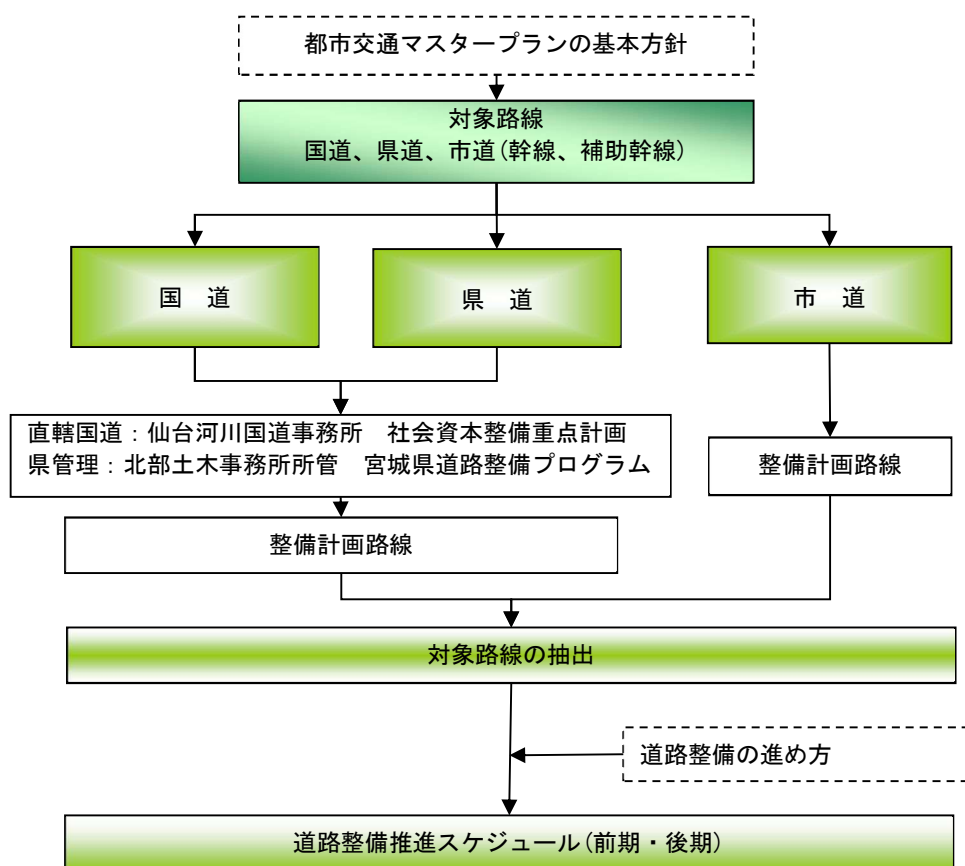 都市交通マスタープランの基本方針
対象路線
国道、県道、市道(幹線、補助幹線)
国　道
県　道
市　道
直轄国道：仙台河川国道事務所　社会資本整備重点計画
県管理：北部土木事務所所管　宮城県道路整備プログラム
整備計画路線
整備計画路線
対象路線の抽出
道路整備の進め方
道路整備推進スケジュール(前期・後期)